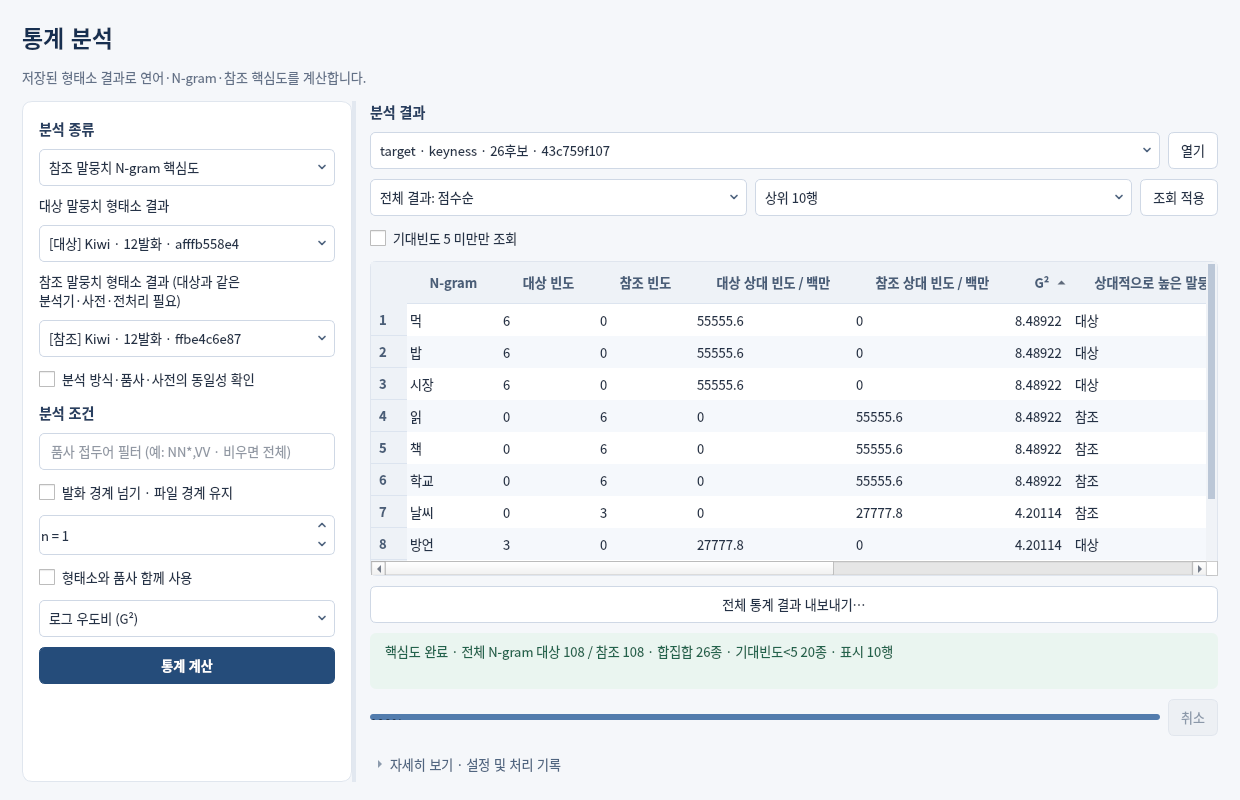 통계 분석
저장된 형태소 결과로 연어·N-gram·참조 핵심도를 계산합니다.
분석 종류
참조 말뭉치 N-gram 핵심도
대상 말뭉치 형태소 결과
[대상] Kiwi · 12발화 · afffb558e4
참조 말뭉치 형태소 결과 (대상과 같은
분석기·사전·전처리 필요)
[참조] Kiwi · 12발화 · ffbe4c6e87
분석 방식·품사·사전의 동일성 확인
분석 조건
품사 접두어 필터 (예: NN*,VV · 비우면 전체)
발화 경계 넘기 · 파일 경계 유지
n = 1
형태소와 품사 함께 사용
로그 우도비 (G²)
통계 계산
분석 결과
target · keyness · 26후보 · 43c759f107
열기
전체 결과: 점수순
상위 10행
조회 적용
기대빈도 5 미만만 조회
N-gram 대상 빈도 참조 빈도 대상 상대 빈도 / 백만 참조 상대 빈도 / 백만 G² 상대적으로 높은
1 먹 6 0 55555.6 0 8.48922 대상
2 밥 6 0 55555.6 0 8.48922 대상
3 시장 6 0 55555.6 0 8.48922 대상
4 읽 0 6 0 55555.6 8.48922 참조
5 책 0 6 0 55555.6 8.48922 참조
6 학교 0 6 0 55555.6 8.48922 참조
7 날씨 0 3 0 27777.8 4.20114 참조
8 방언 3 0 27777.8 0 4.20114 대상
전체 통계 결과 내보내기…
핵심도 완료 · 전체 N-gram 대상 108 / 참조 108 · 합집합 26종 · 기대빈도<5 20종 · 표시 10행
취소
자세히 보기 · 설정 및 처리 기록